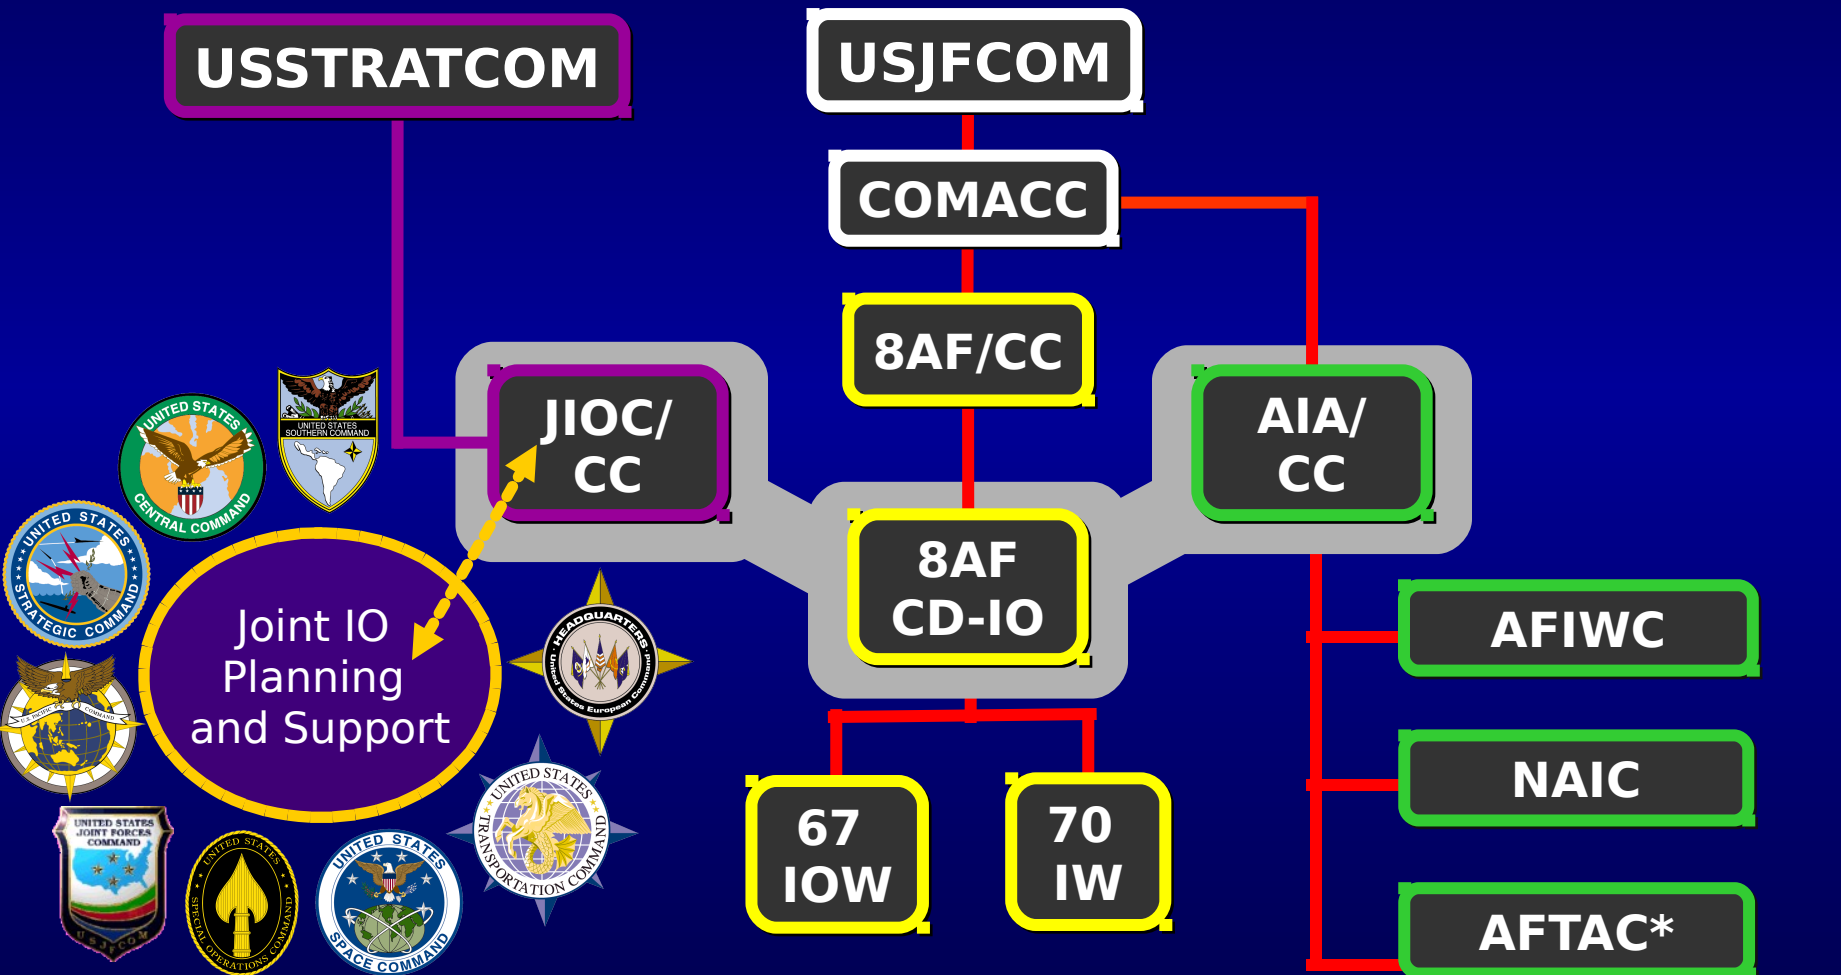 USSTRATCOM
USJFCOM
COMACC
8AF/CC
JIOC/
CC
AIA/
CC
8AF
CD-IO
AFIWC
NAIC
AFTAC*
67
IOW
70
IW
Joint IO
Planning
and Support
UNITED STATES
SOUTHERN COMMAND
UNITED STATES
CENTRAL COMMAND
UNITED STATES
STRATEGIC COMMAND
U.S. PACIFIC COMMAND
UNITED STATES
JOINT FORCES
COMMAND
USJFCOM
UNITED STATES
SPECIAL OPERATIONS COMMAND
UNITED STATES
SPACE COMMAND
UNITED STATES
TRANSPORTATION COMMAND
HEADQUARTERS
United States European Command